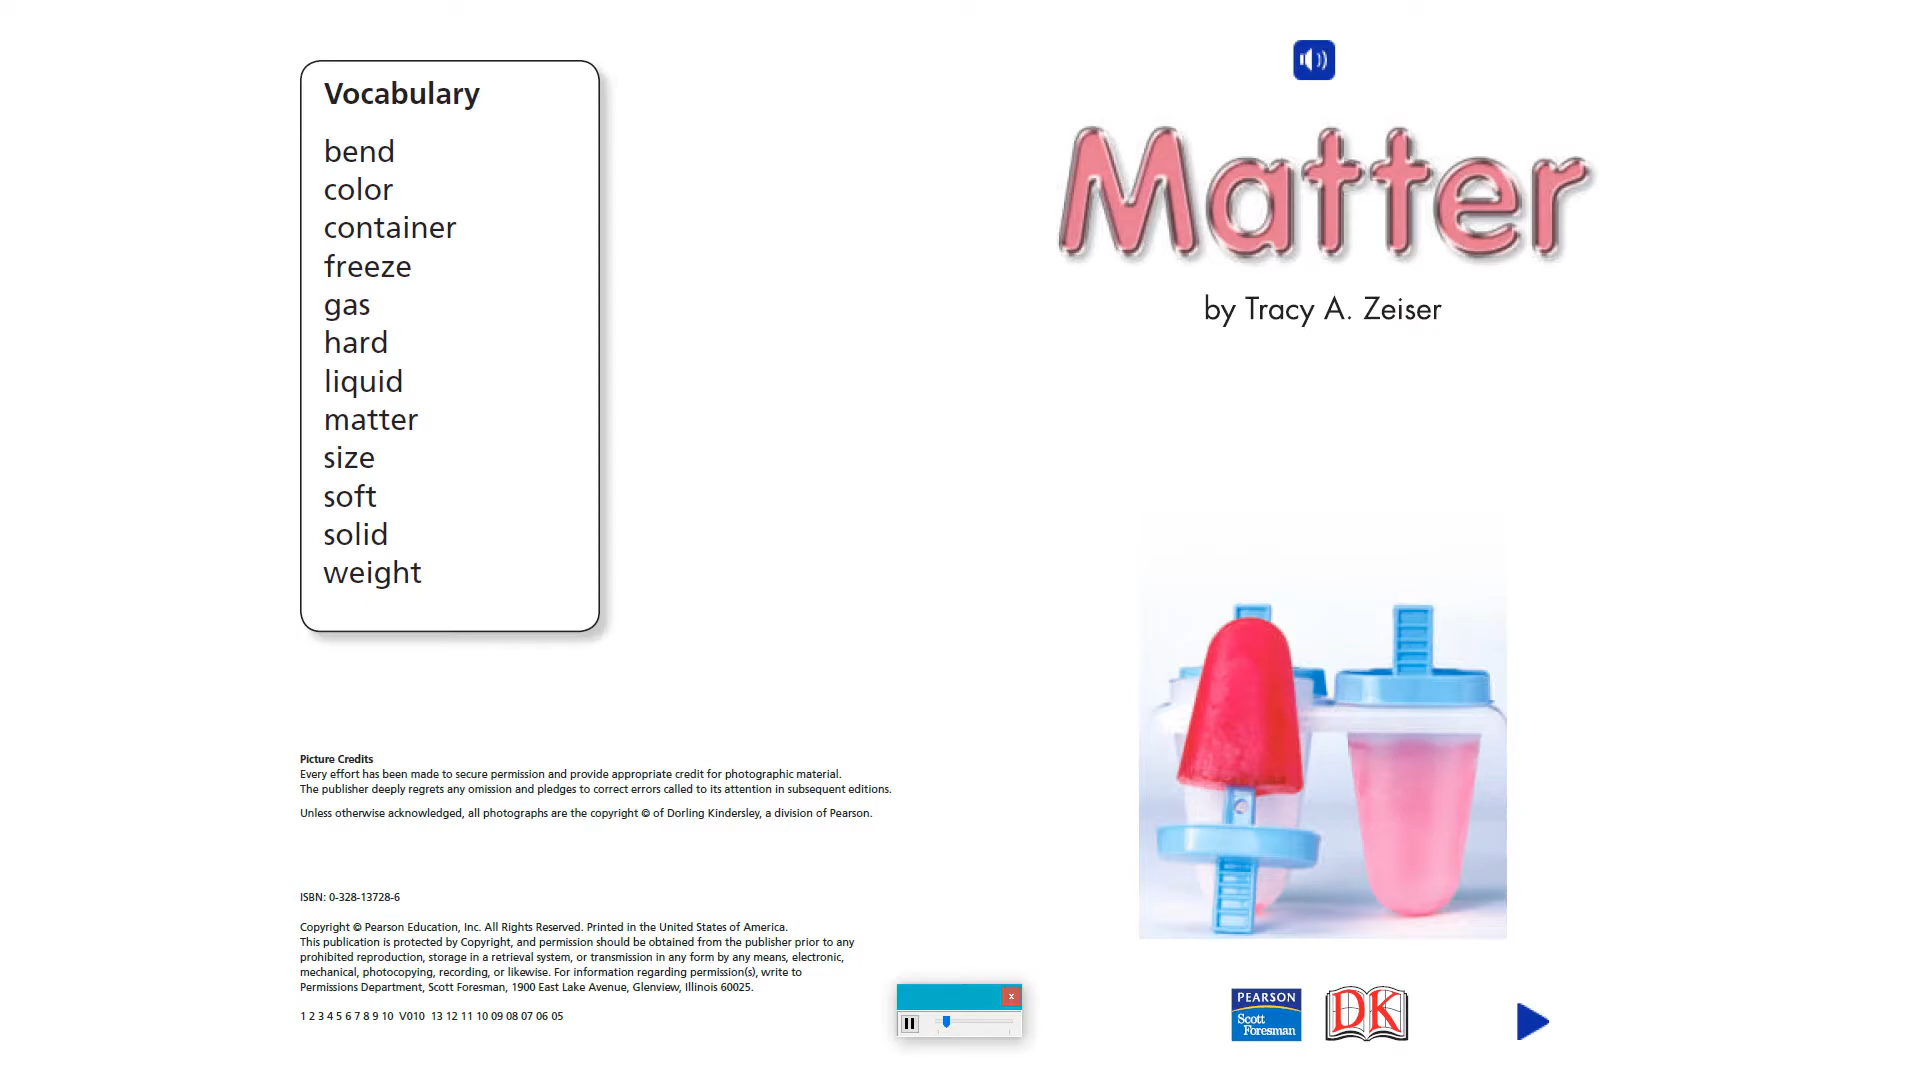 Vocabulary
bend
color
container
freeze
gas
hard
liquid
matter
size
soft
solid
weight
Picture Credits
Every effort has been made to secure permission and provide appropriate credit for photographic material.
The publisher deeply regrets any omission and pledges to correct errors called to its attention in subsequent editions.
Unless otherwise acknowledged, all photographs are the copyright © of Dorling Kindersley, a division of Pearson.
ISBN: 0-328-13728-6
Copyright © Pearson Education, Inc. All Rights Reserved. Printed in the United States of America.
This publication is protected by Copyright, and permission should be obtained from the publisher prior to any
prohibited reproduction, storage in a retrieval system, or transmission in any form by any means, electronic,
mechanical, photocopying, recording, or likewise. For information regarding permission(s), write to
Permissions Department, Scott Foresman, 1900 East Lake Avenue, Glenview, Illinois 60025.
1 2 3 4 5 6 7 8 9 10 V010 13 12 11 10 09 08 07 06 05
Matter
by Tracy A. Zeiser
PEARSON
Scott
Foresman
DK
x